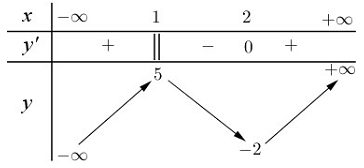 x −∞ 1 2 +∞
y′ + || − 0 +
5 +∞
y
−2
−∞